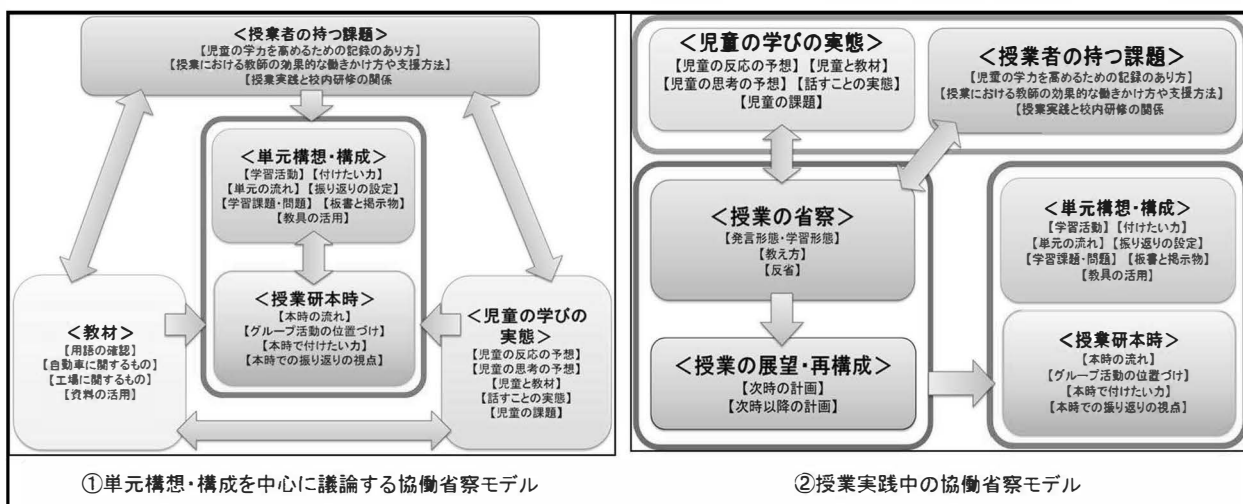 ＜授業者の持つ課題＞
【児童の学力を高めるための記録のあり方】
【授業における教師の効果的な働きかけ方や支援方法】
【授業実践と校内研修の関係】
＜単元構想・構成＞
【学習活動】【付けたい力】
【単元の流れ】【振り返りの設定】
【学習課題・問題】【板書と掲示物】
【教具の活用】
＜授業研本時＞
【本時の流れ】
【グループ活動の位置づけ】
【本時で付けたい力】
【本時での振り返りの視点】
＜教材＞
【用語の確認】
【自動車に関するもの】
【工場に関するもの】
【資料の活用】
＜児童の学びの
実態＞
【児童の反応の予想】
【児童の思考の予想】
【児童と教材】
【話すことの実態】
【児童の課題】
①単元構想・構成を中心に議論する協働省察モデル
＜児童の学びの実態＞
【児童の反応の予想】【児童と教材】
【児童の思考の予想】【話すことの実態】
【児童の課題】
＜授業者の持つ課題＞
【児童の学力を高めるための記録のあり方】
【授業における教師の効果的な働きかけ方や支援方法】
【授業実践と校内研修の関係】
＜授業の省察＞
【発言形態・学習形態】
【教え方】
【反省】
＜授業の展望・再構成＞
【次時の計画】
【次時以降の計画】
＜単元構想・構成＞
【学習活動】【付けたい力】
【単元の流れ】【振り返りの設定】
【学習課題・問題】【板書と掲示物】
【教具の活用】
＜授業研本時＞
【本時の流れ】
【グループ活動の位置づけ】
【本時で付けたい力】
【本時での振り返りの視点】
②授業実践中の協働省察モデル